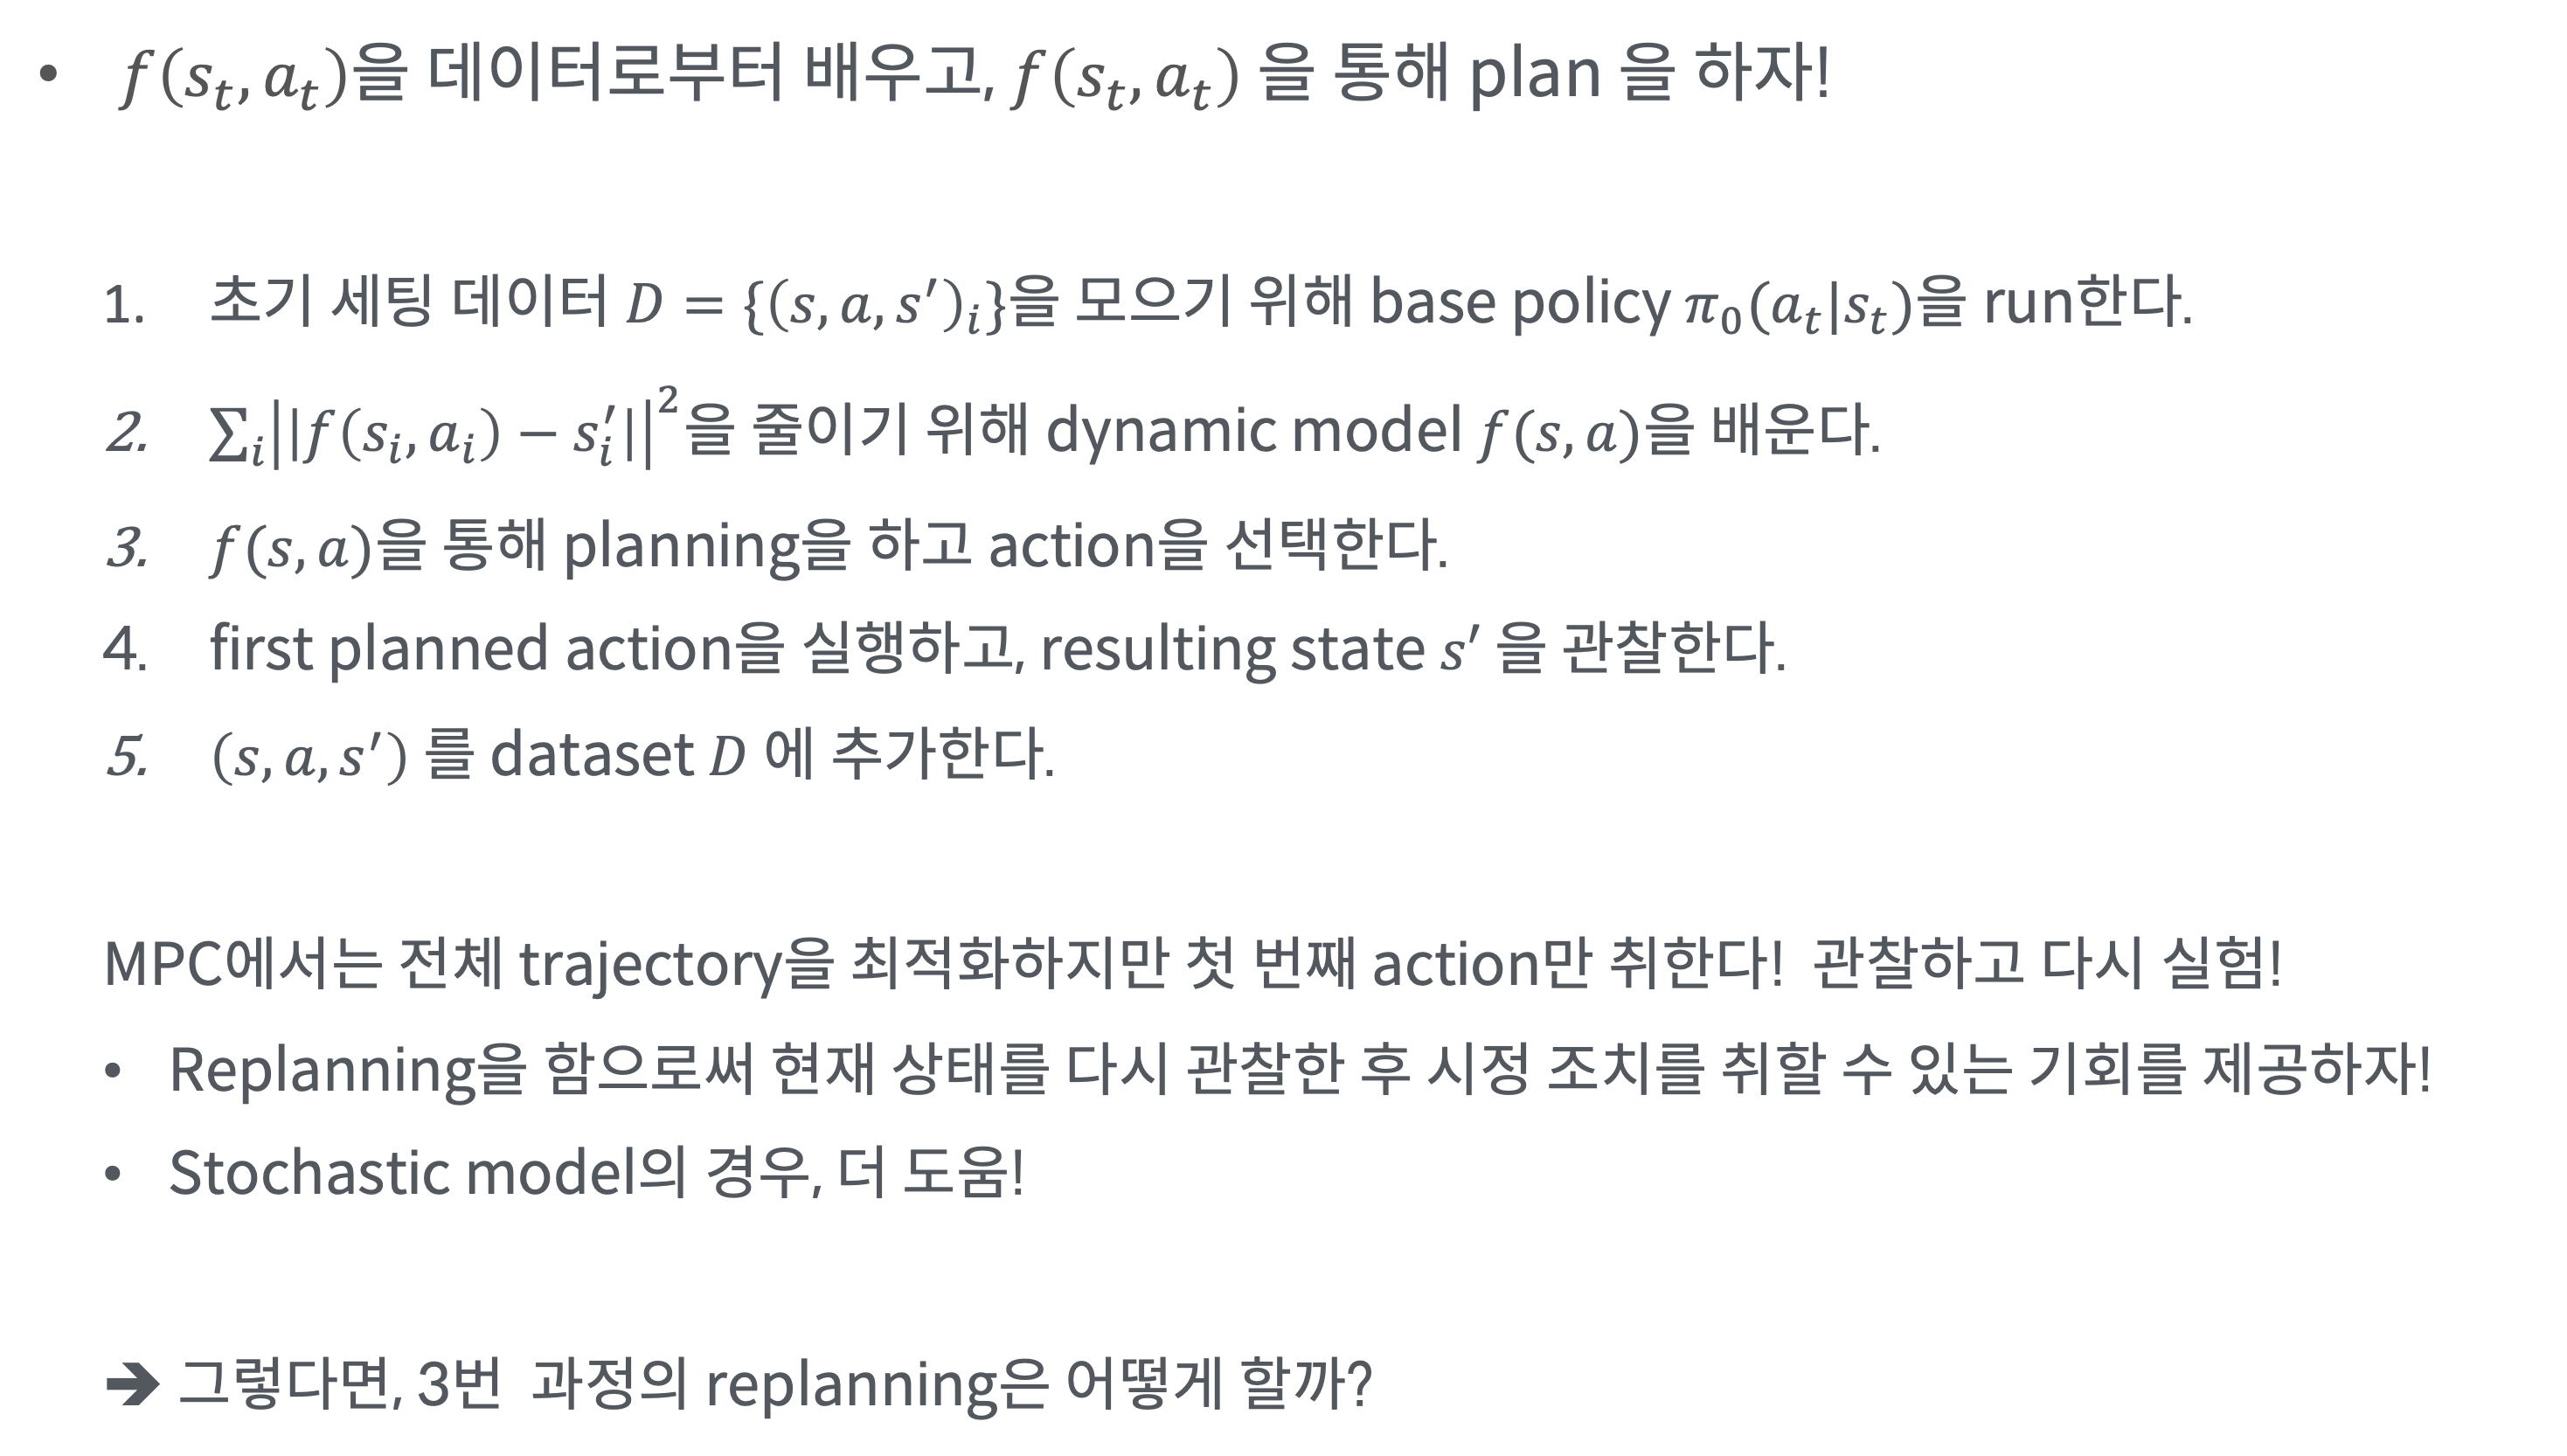 • f(s_t, a_t)을 데이터로부터 배우고, f(s_t, a_t) 을 통해 plan 을 하자!
1. 초기 세팅 데이터 D = {(s, a, s′)_i}을 모으기 위해 base policy π_0(a_t|s_t)을 run한다.
2. ∑_i||f(s_i, a_i) − s′_i||^2을 줄이기 위해 dynamic model f(s, a)을 배운다.
3. f(s, a)을 통해 planning을 하고 action을 선택한다.
4. first planned action을 실행하고, resulting state s′ 을 관찰한다.
5. (s, a, s′) 를 dataset D 에 추가한다.
MPC에서는 전체 trajectory을 최적화하지만 첫 번째 action만 취한다! 관찰하고 다시 실험!
• Replanning을 함으로써 현재 상태를 다시 관찰한 후 시정 조치를 취할 수 있는 기회를 제공하자!
• Stochastic model의 경우, 더 도움!
➔ 그렇다면, 3번 과정의 replanning은 어떻게 할까?